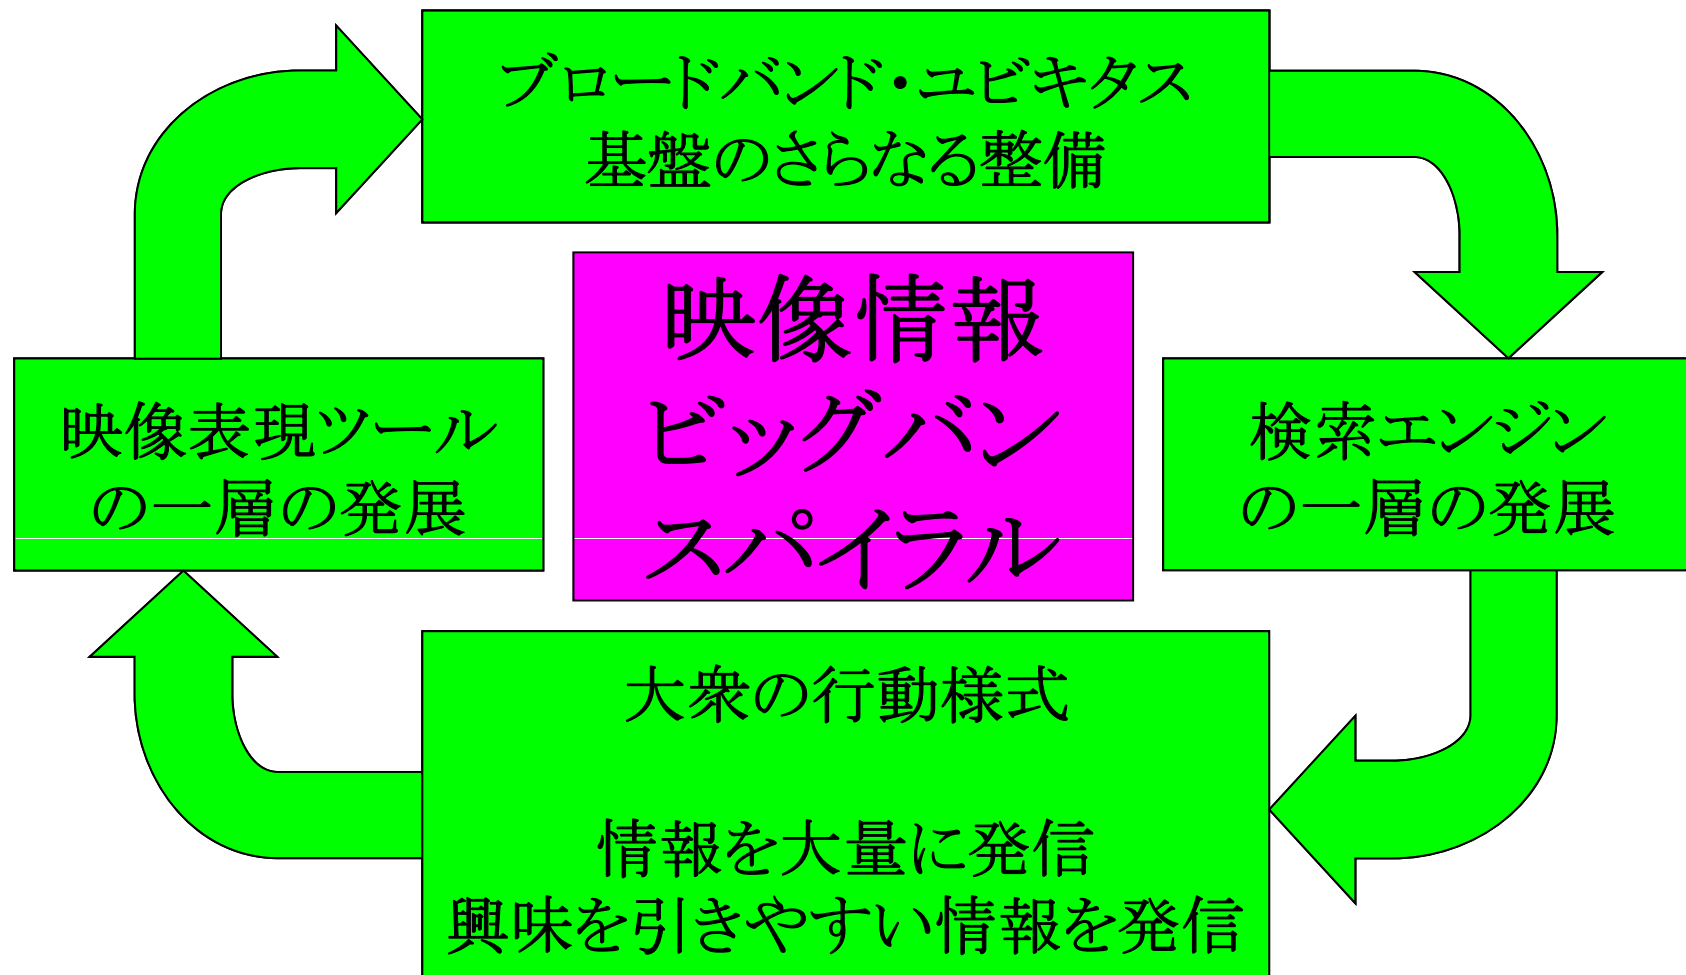 ブロードバンド・ユビキタス
基盤のさらなる整備
映像情報
ビッグバン
スパイラル
映像表現ツール
の一層の発展
検索エンジン
の一層の発展
大衆の行動様式
情報を大量に発信
興味を引きやすい情報を発信